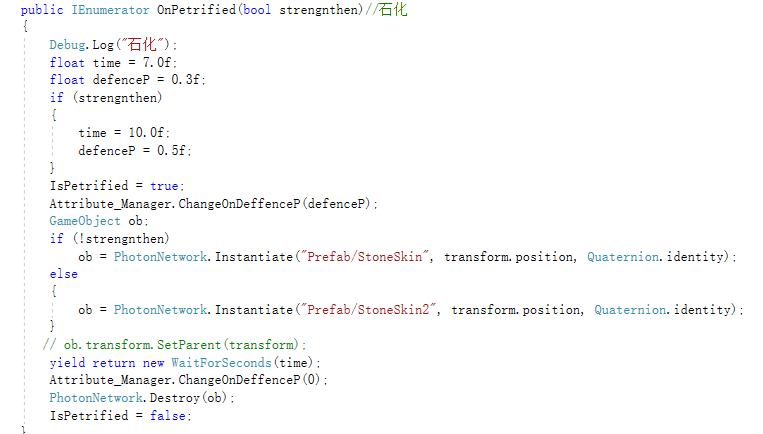 public IEnumerator OnPetrified(bool strengnthen)//石化
{
Debug.Log("石化");
float time = 7.0f;
float defenceP = 0.3f;
if (strengnthen)
{
time = 10.0f;
defenceP = 0.5f;
}
IsPetrified = true;
Attribute_Manager.ChangeOnDeffenceP(defenceP);
GameObject ob;
if (!strengnthen)
ob = PhotonNetwork.Instantiate("Prefab/StoneSkin", transform.position, Quaternion.identity);
else
{
ob = PhotonNetwork.Instantiate("Prefab/StoneSkin2", transform.position, Quaternion.identity);
}
// ob.transform.SetParent(transform);
yield return new WaitForSeconds(time);
Attribute_Manager.ChangeOnDeffenceP(0);
PhotonNetwork.Destroy(ob);
IsPetrified = false;
}